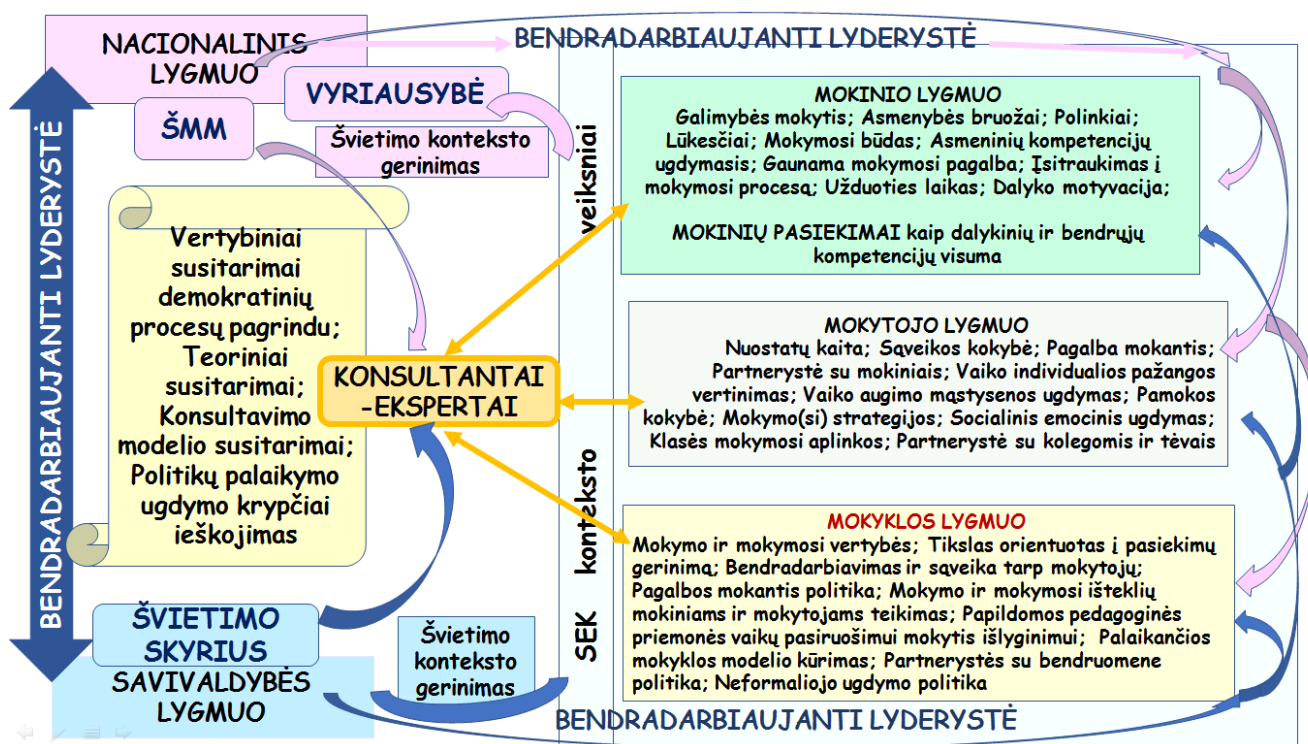 NACIONALINIS
LYGMUO
BENDRADARBIAUJANTI LYDERYSTĖ
VYRIAUSYBĖ
ŠMM
Švietimo konteksto
gerinimas
BENDRADARBIAUJANTI LYDERYSTĖ
Vertybiniai
susitarimai
demokratinių
procesų pagrindu;
Teoriniai
susitarimai;
Konsultavimo
modelio susitarimai;
Politikų palaikymo
ugdymo krypčiai
ieškojimas
KONSULTANTAI
-EKSPERTAI
SEK konteksto veiksniai
MOKINIO LYGMUO
Galimybės mokytis; Asmenybės bruožai; Polinkiai;
Lūkesčiai; Mokymosi būdas; Asmeninių kompetencijų
ugdymasis; Gaunama mokymosi pagalba; Įsitraukimas į
mokymosi procesą; Užduoties laikas; Dalyko motyvacija;
MOKINIŲ PASIEKIMAI kaip dalykinių ir bendrųjų
kompetencijų visuma
MOKYTOJO LYGMUO
Nuostatų kaita; Sąveikos kokybė; Pagalba mokantis;
Partnerystė su mokiniais; Vaiko individualios pažangos
vertinimas; Vaiko augimo mąstysenos ugdymas; Pamokos
kokybė; Mokymo(si) strategijos; Socialinis emocinis ugdymas;
Klasės mokymosi aplinkos; Partnerystė su kolegomis ir tėvais
MOKYKLOS LYGMUO
Mokymo ir mokymosi vertybės; Tikslas orientuotas į pasiekimų
gerinimą; Bendradarbiavimas ir sąveika tarp mokytojų;
Pagalbos mokantis politika; Mokymo ir mokymosi išteklių
mokiniams ir mokytojams teikimas; Papildomos pedagoginės
priemonės vaikų pasiruošimui mokytis išlyginimui; Palaikančios
mokyklos modelio kūrimas; Partnerystės su bendruomene
politika; Neformaliojo ugdymo politika
ŠVIETIMO
SKYRIUS
SAVIVALDYBĖS
LYGMUO
Švietimo
konteksto
gerinimas
BENDRADARBIAUJANTI LYDERYSTĖ